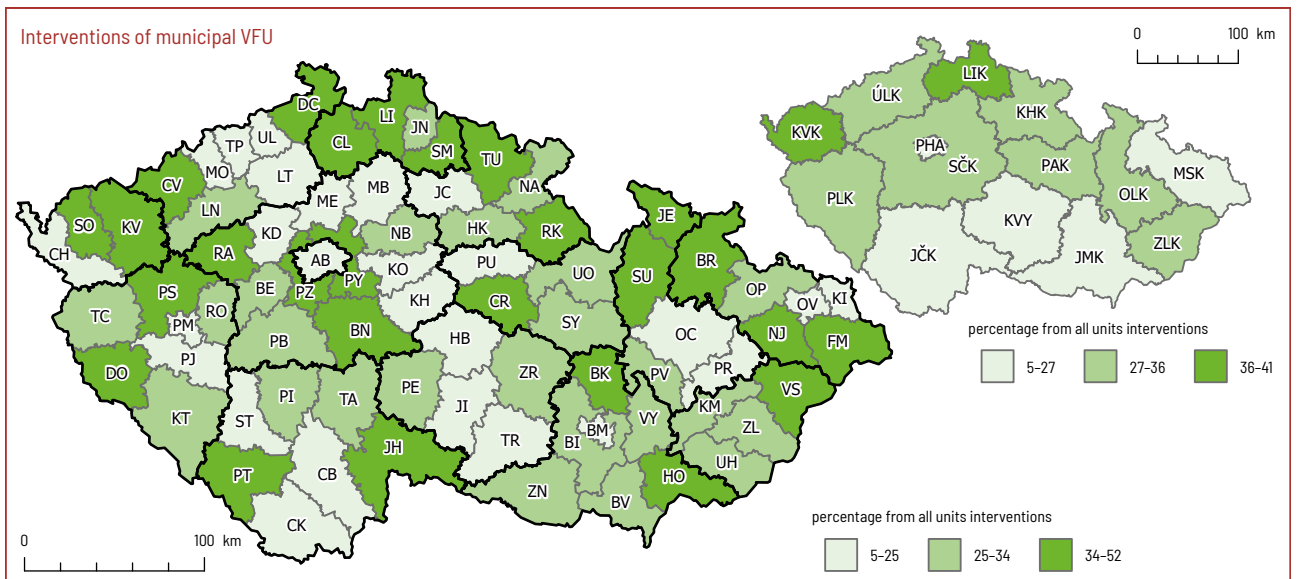 Interventions of municipal VFU
0 100 km
DC
LI
JN
CL
SM
TU
UL
TP
MO
LT
CV
LN
ME
MB
JC
NA
SO
KV
CH
RA
KD
NB
HK
RK
AB
KO
PU
PY
PZ
KH
BE
PS
RO
TC
PM
PJ
PB
BN
CR
UO
SY
JE
SU
BR
OP
OV
KI
NJ
FM
OC
PR
PV
HB
ZR
BK
DO
KT
PI
TA
PE
JI
ST
TR
BI
BM
VY
KM
VS
ZL
UH
PT
JH
CB
HO
ZN
BV
CK
0 100 km
LIK
ÚLK
KVK
KHK
PHA
SČK
PAK
MSK
OLK
PLK
KVY
ZLK
JČK
JMK
percentage from all units interventions
5–27 27–36 36–41
percentage from all units interventions
5–25 25–34 34–52